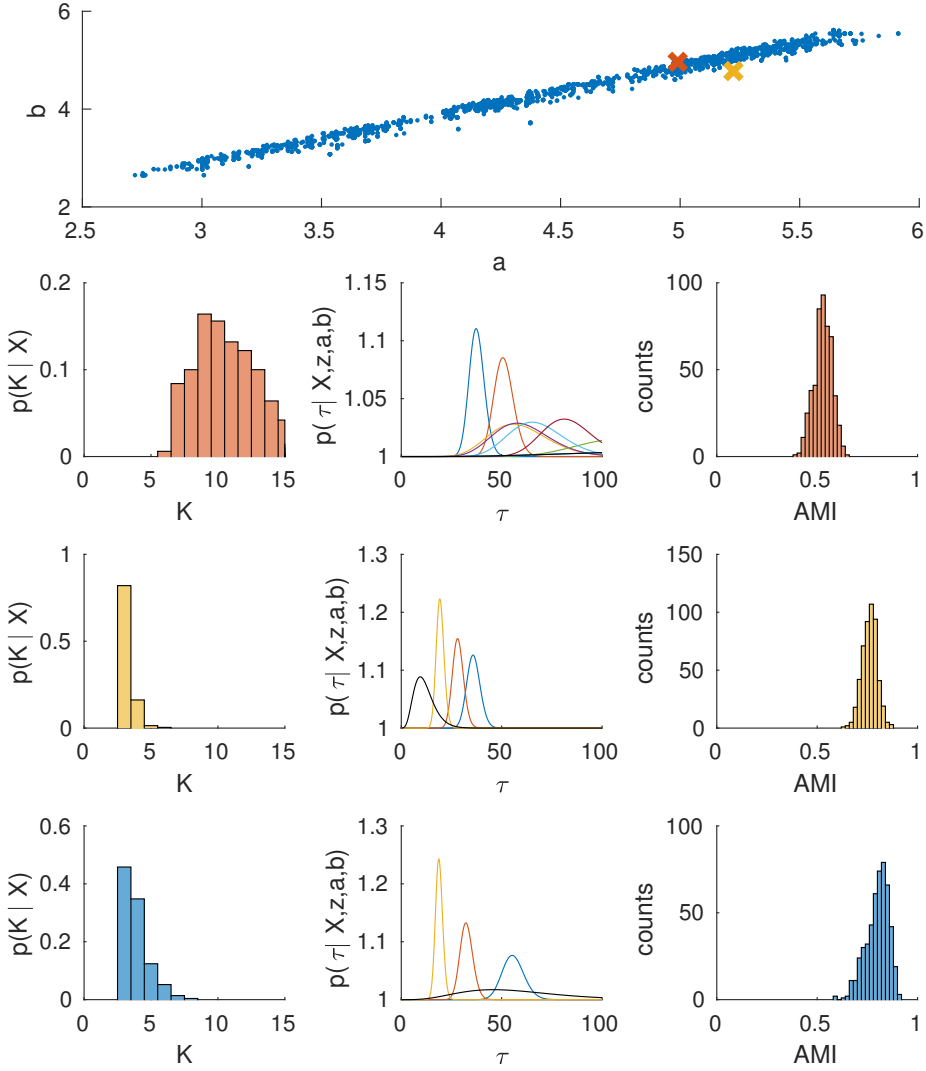 6
4
2
b
2.5 3 3.5 4 4.5 5 5.5 6
a
0.2
0.1
0
p(K | X)
0 5 10 15
K
1.15
1.1
1.05
1
p( τ| X,z,a,b)
0 50 100
τ
100
50
0
counts
0 0.5 1
AMI
1
0.5
0
p(K | X)
0 5 10 15
K
1.3
1.2
1.1
1
p( τ| X,z,a,b)
0 50 100
τ
150
100
50
0
counts
0 0.5 1
AMI
0.6
0.4
0.2
0
p(K | X)
0 5 10 15
K
1.3
1.2
1.1
1
p( τ| X,z,a,b)
0 50 100
τ
100
50
0
counts
0 0.5 1
AMI